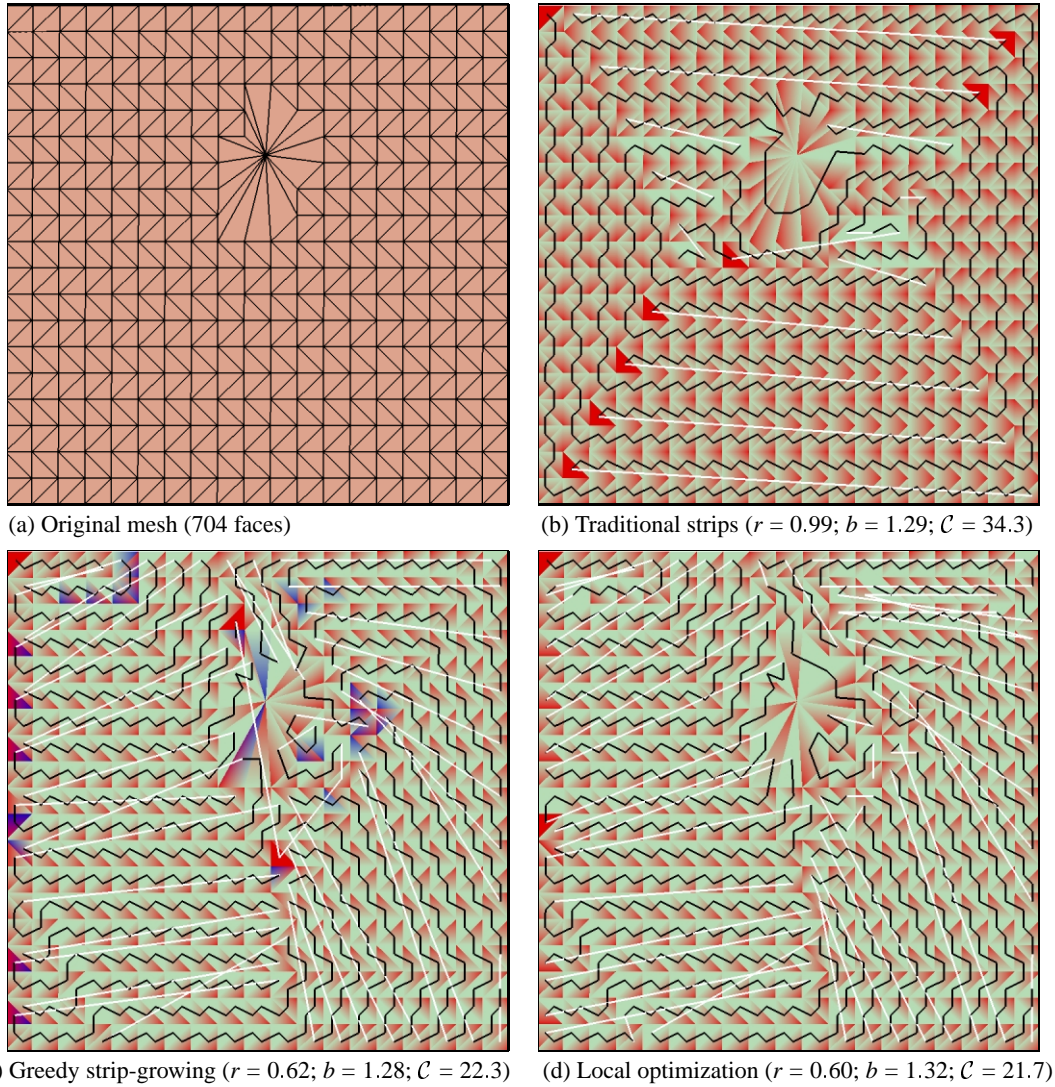 (a) Original mesh (704 faces)
(b) Traditional strips (r = 0.99; b = 1.29; C = 34.3)
) Greedy strip-growing (r = 0.62; b = 1.28; C = 22.3)
(d) Local optimization (r = 0.60; b = 1.32; C = 21.7)